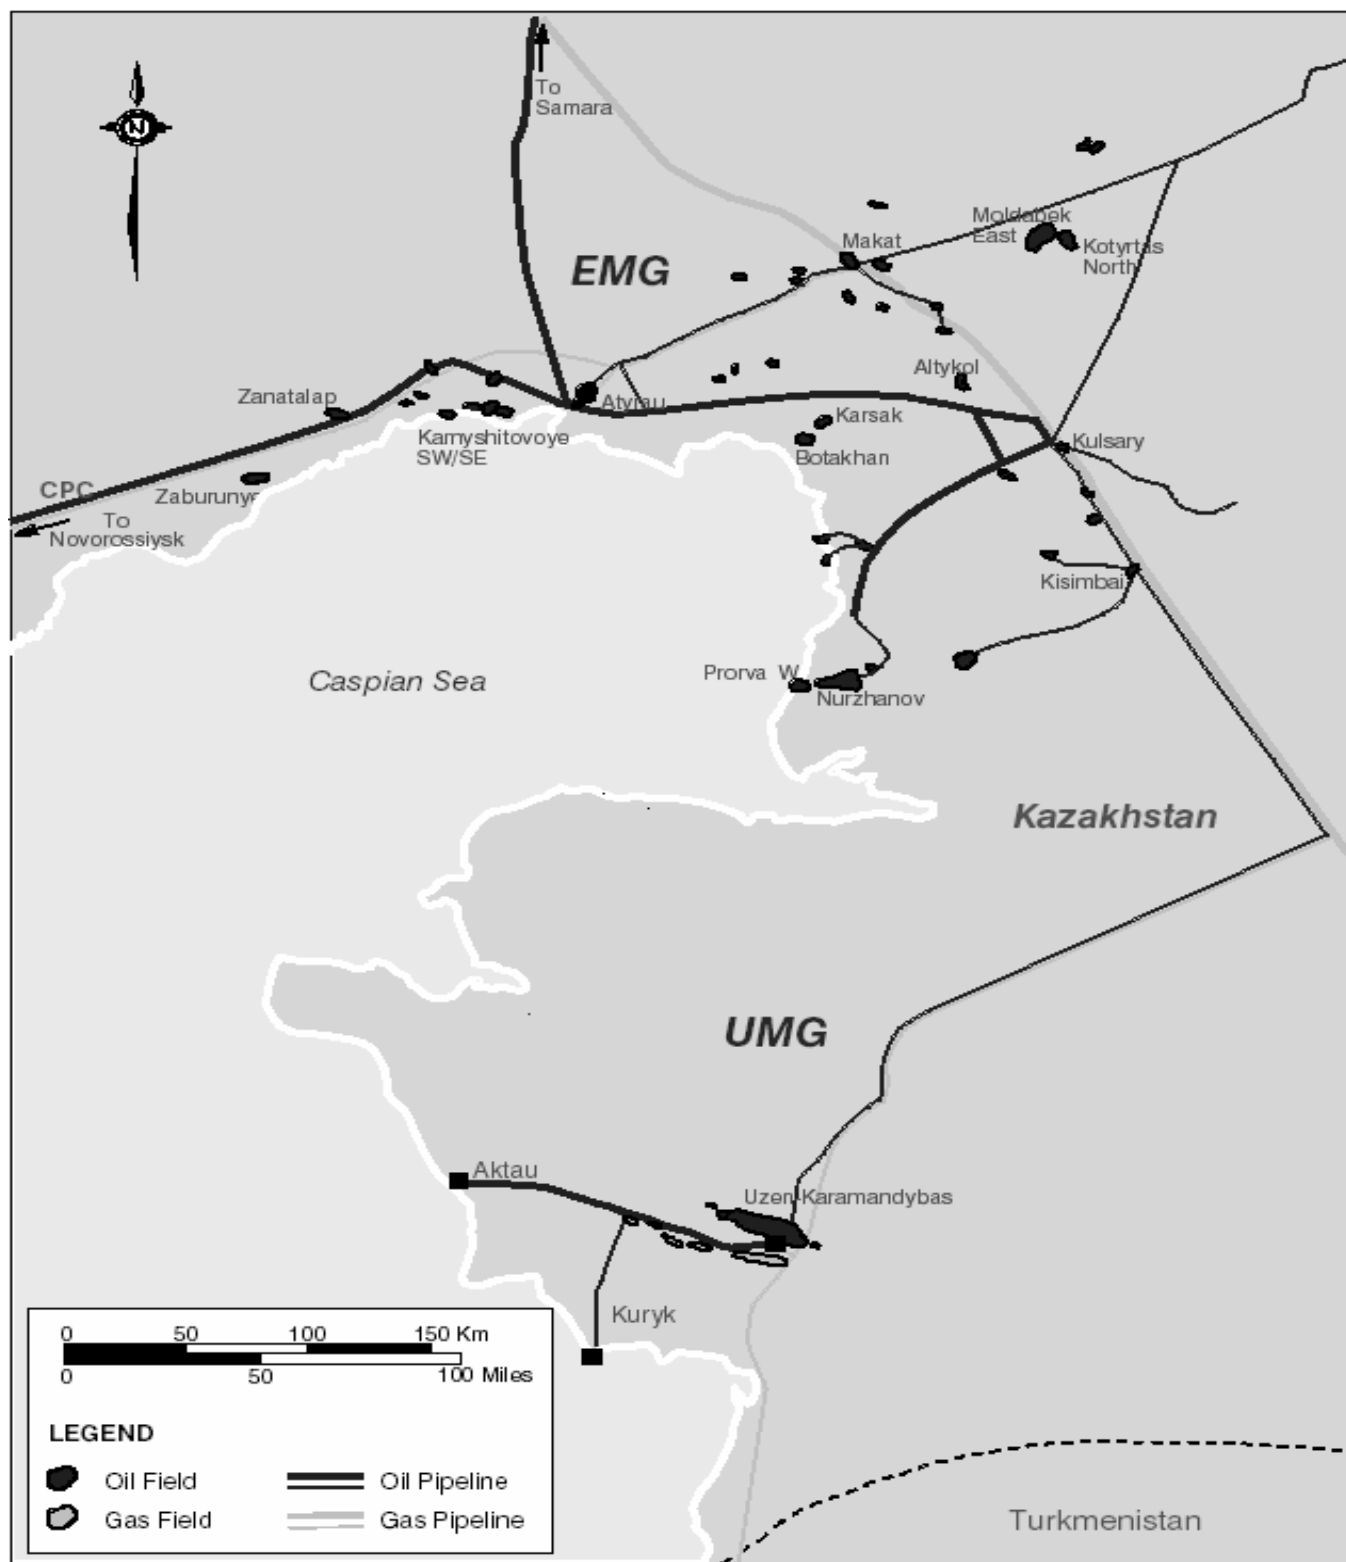 To
Samara
N
Moldabek
East
Makat
Kotyrtas
North
EMG
Altykol
Zanatalap
Atyrau
Karsak
Kamyshitovoye
SW/SE
Botakhan
Kulsary
CPC
Zaburunye
To
Novorossiysk
Kisimbai
Caspian Sea
Prorva W
Nurzhanov
Kazakhstan
UMG
Aktau
Uzen-Karamandybas
Kuryk
0 50 100 150 Km
0 50 100 Miles
LEGEND
Oil Field Oil Pipeline
Gas Field Gas Pipeline
Turkmenistan